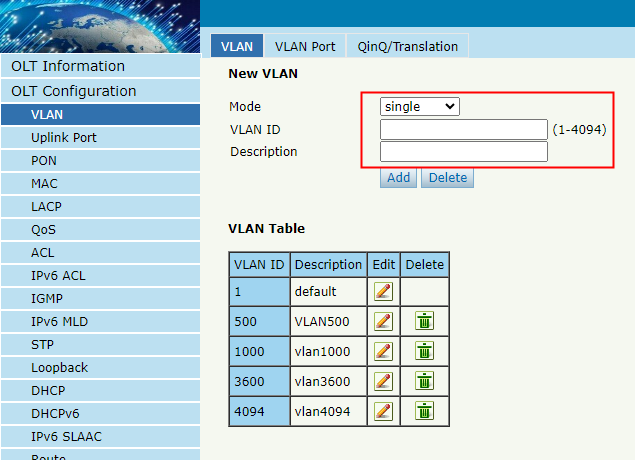 OLT Information
OLT Configuration
VLAN
Uplink Port
PON
MAC
LACP
QoS
ACL
IPv6 ACL
IGMP
IPv6 MLD
STP
Loopback
DHCP
DHCPv6
IPv6 SLAAC
Route
VLAN VLAN Port QinQ/Translation
New VLAN
Mode single
VLAN ID (1-4094)
Description
Add Delete
VLAN Table
VLAN ID Description Edit Delete
1 default
500 VLAN500
1000 vlan1000
3600 vlan3600
4094 vlan4094